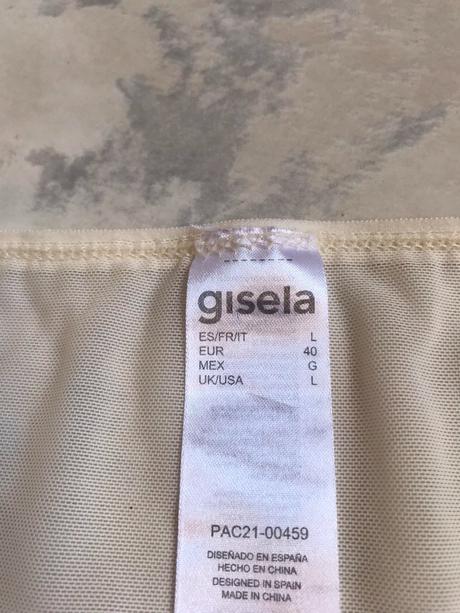 gisela
ES/FR/IT L
EUR 40
MEX G
UK/USA L
PAC21-00459
DISEÑADO EN ESPAÑA
HECHO EN CHINA
DESIGNED IN SPAIN
MADE IN CHINA